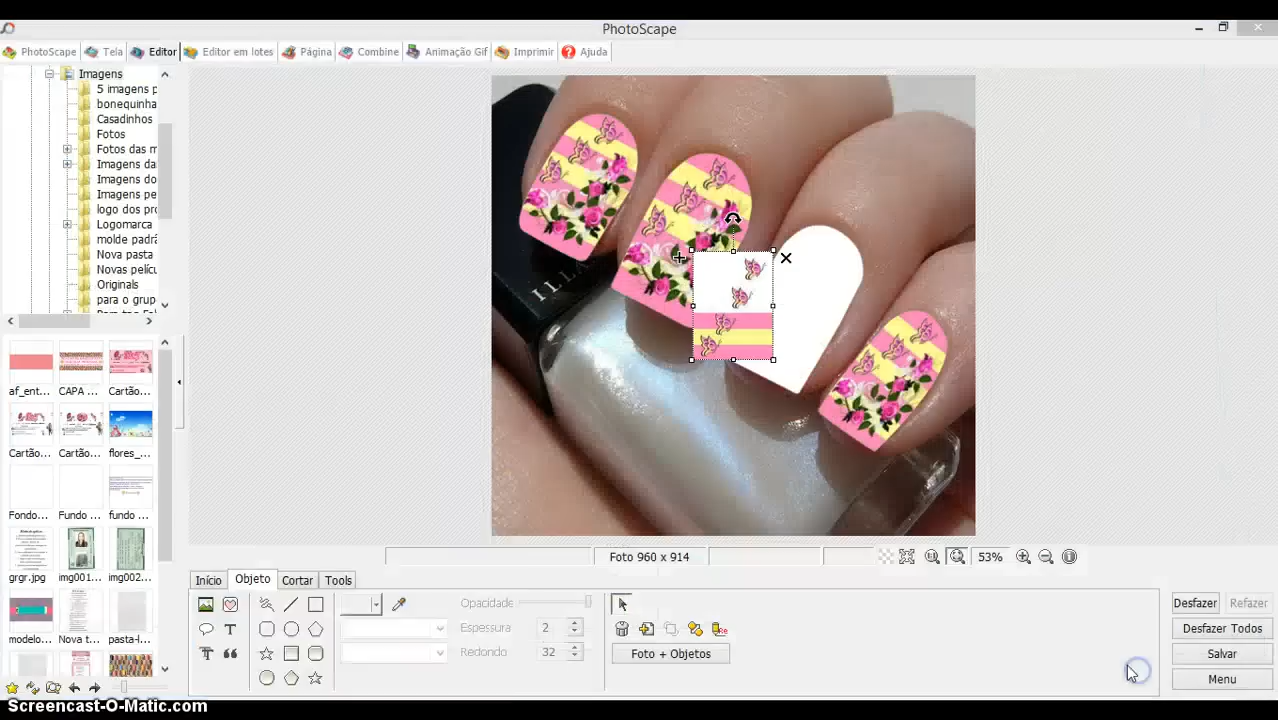 PhotoScape
PhotoScape Tela Editor Editor em lotes Página Combine Animação Gif Imprimir Ajuda
Imagens
5 imagens p
bonequinha
Casadinhos
Fotos
Fotos das m
Imagens da:
Imagens do
Imagens pe
logo dos pro
Logomarca
molde padrã
Nova pasta
Novas pelícu
Originals
para o grup
ILLA
af_ent... CAPA ... Cartão...
Cartão... Cartão... flores_...
Fondo... Fundo ... fundo ...
grgr.jpg img001... img002...
modelo... Nova t... pasta-l...
Foto 960 x 914
53%
Início Objeto Cortar Tools
Opacidade
Espessura 2
Redondo 32
Foto + Objetos
Desfazer Refazer
Desfazer Todos
Salvar
Menu
Screencast-O-Matic.com